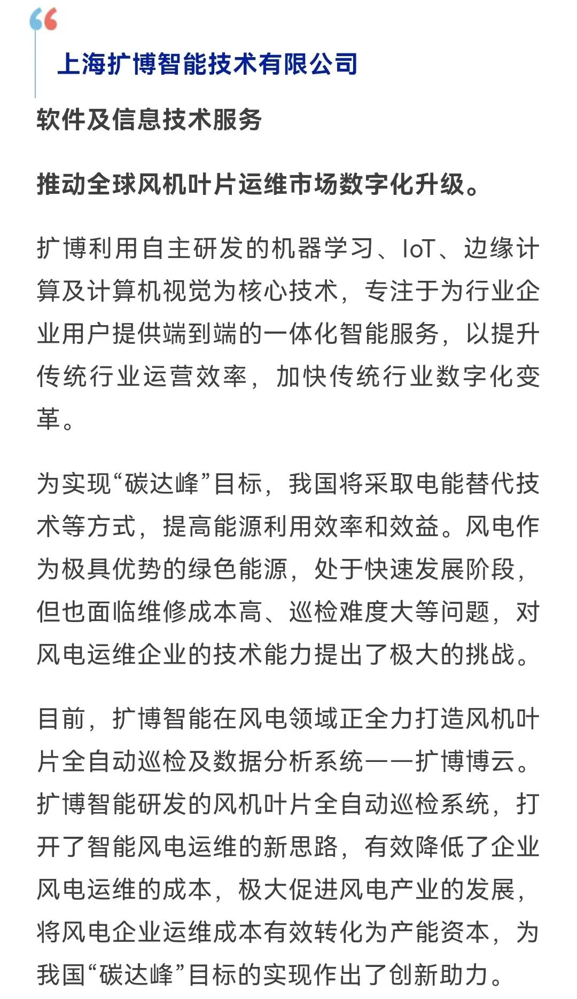 上海扩博智能技术有限公司
软件及信息技术服务
推动全球风机叶片运维市场数字化升级。
扩博利用自主研发的机器学习、IoT、边缘计
算及计算机视觉为核心技术，专注于为行业企
业用户提供端到端的一体化智能服务，以提升
传统行业运营效率，加快传统行业数字化变
革。
为实现“碳达峰”目标，我国将采取电能替代技
术等方式，提高能源利用效率和效益。风电作
为极具优势的绿色能源，处于快速发展阶段，
但也面临维修成本高、巡检难度大等问题，对
风电运维企业的技术能力提出了极大的挑战。
目前，扩博智能在风电领域正全力打造风机叶
片全自动巡检及数据分析系统——扩博博云。
扩博智能研发的风机叶片全自动巡检系统，打
开了智能风电运维的新思路，有效降低了企业
风电运维的成本，极大促进风电产业的发展，
将风电企业运维成本有效转化为产能资本，为
我国“碳达峰”目标的实现作出了创新助力。